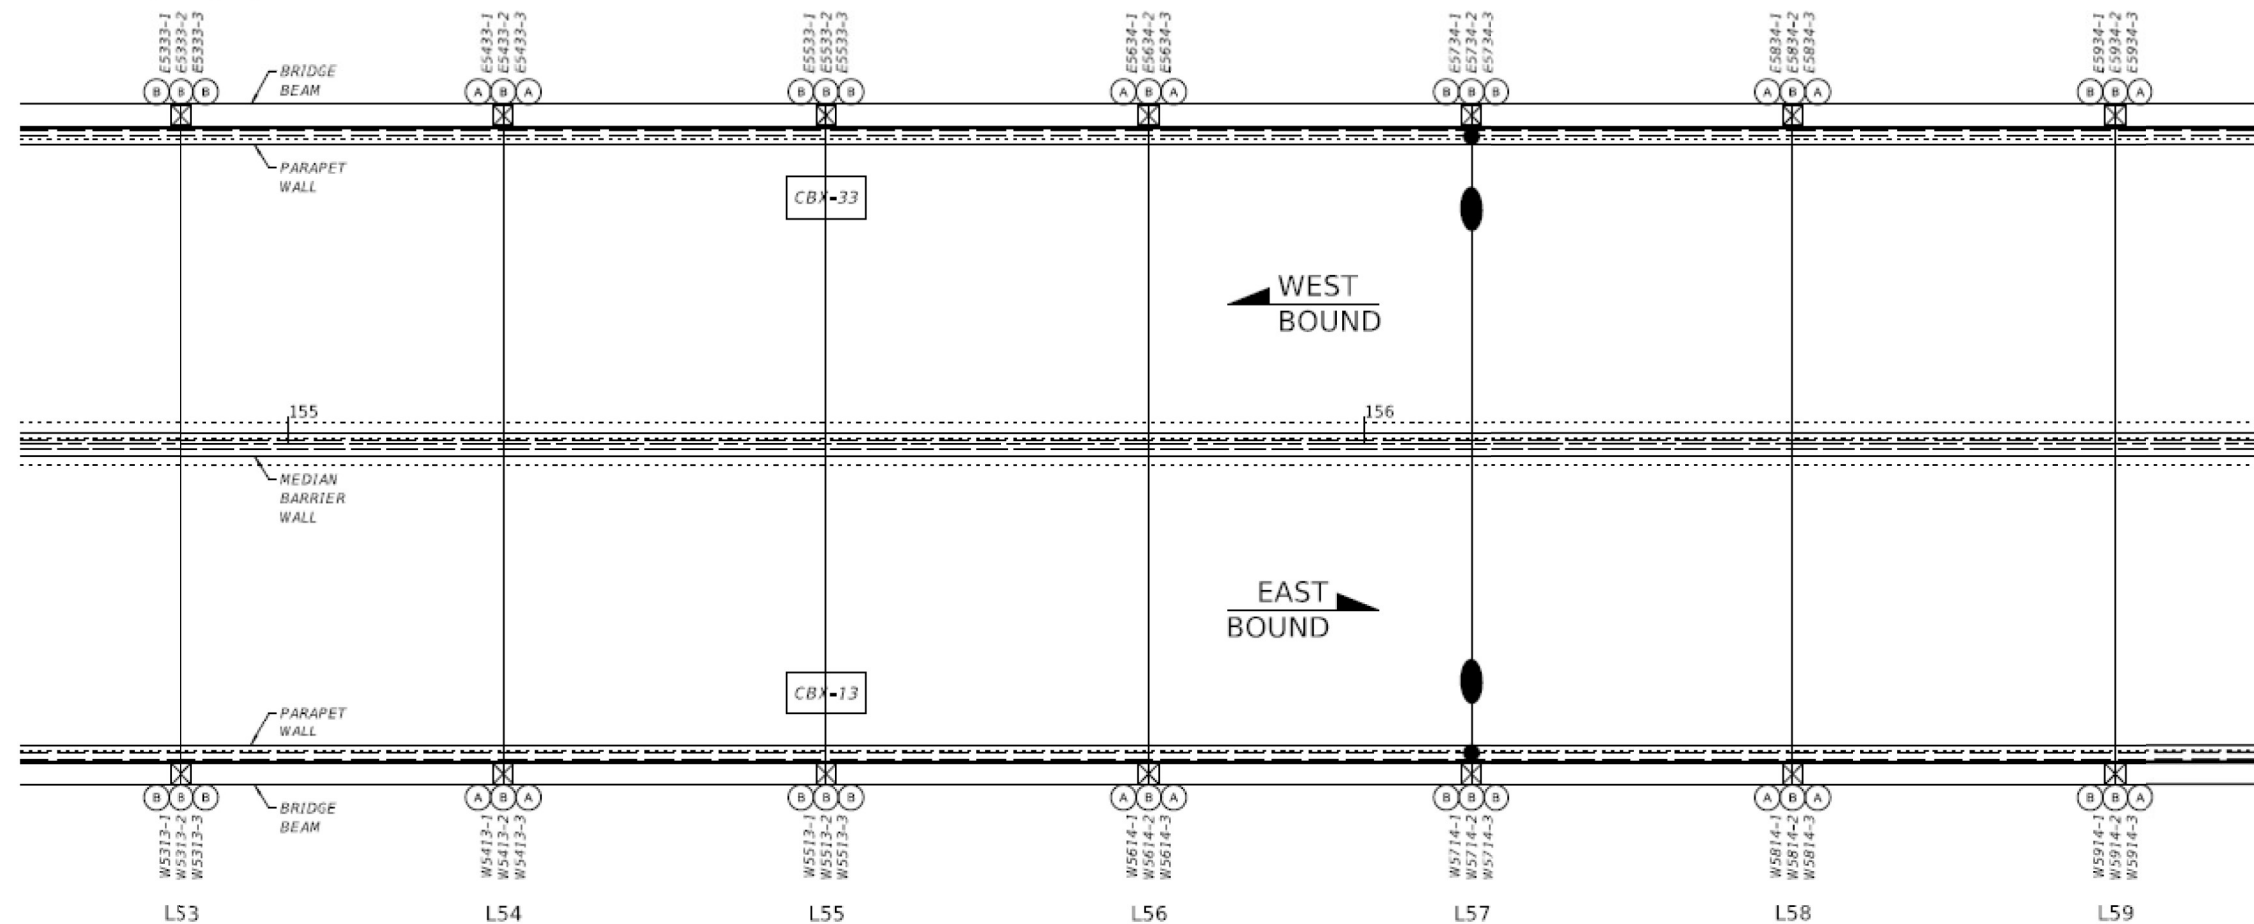 E5333-1
E5333-2
E5333-3
E5433-1
E5433-2
E5433-3
E5533-1
E5533-2
E5533-3
E5634-1
E5634-2
E5634-3
E5734-1
E5734-2
E5734-3
E5834-1
E5834-2
E5834-3
E5934-1
E5934-2
E5934-3
B B B
A B A
B B B
A B A
B B B
A B A
B B A
BRIDGE
BEAM
PARAPET
WALL
CBX-33
WEST
BOUND
155
156
MEDIAN
BARRIER
WALL
EAST
BOUND
CBX-13
PARAPET
WALL
BRIDGE
BEAM
B B B
A B A
B B B
A B A
B B B
A B A
B B A
W5313-1
W5313-2
W5313-3
W5413-1
W5413-2
W5413-3
W5513-1
W5513-2
W5513-3
W5614-1
W5614-2
W5614-3
W5714-1
W5714-2
W5714-3
W5814-1
W5814-2
W5814-3
W5914-1
W5914-2
W5914-3
L53
L54
L55
L56
L57
L58
L59